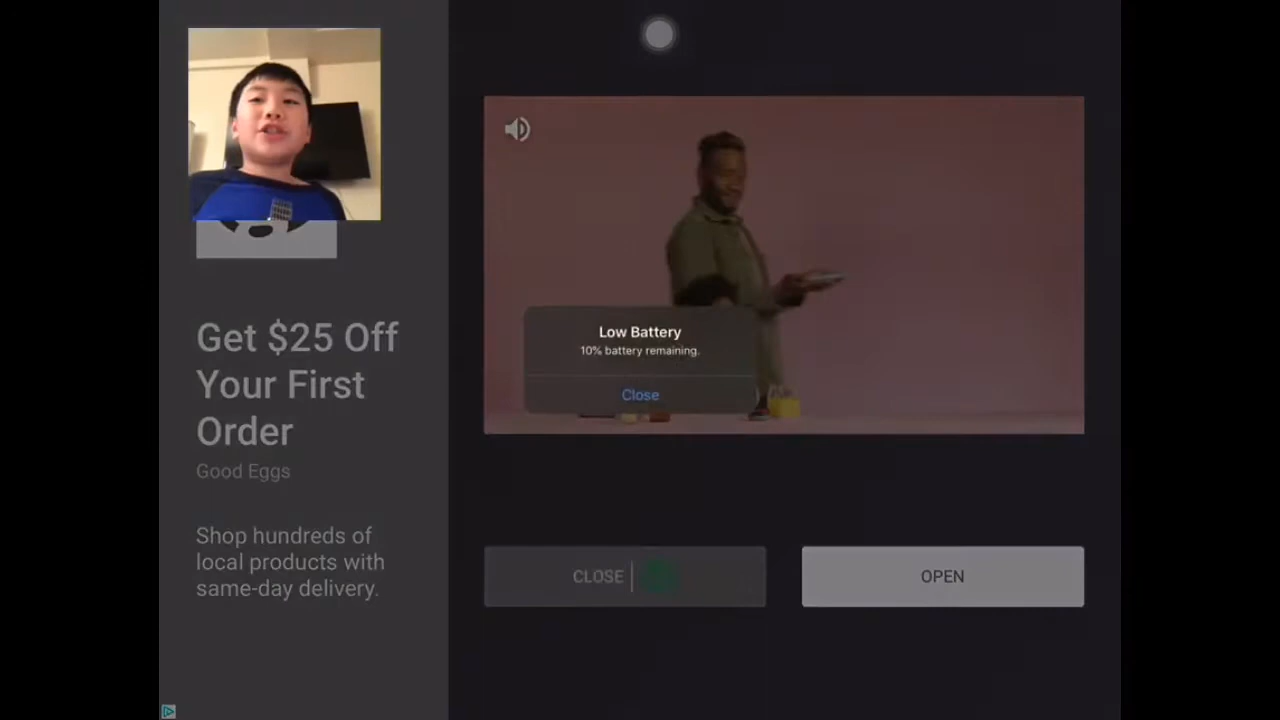 Get $25 Off
Your First
Order
Good Eggs
Shop hundreds of
local products with
same-day delivery.
Low Battery
10% battery remaining.
Close
CLOSE
OPEN